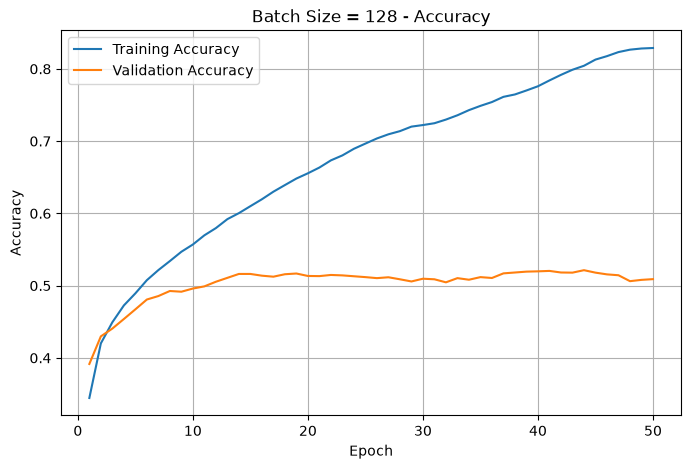 Batch Size = 128 - Accuracy
Training Accuracy
Validation Accuracy
Accuracy
0.8
0.7
0.6
0.5
0.4
0 10 20 30 40 50
Epoch